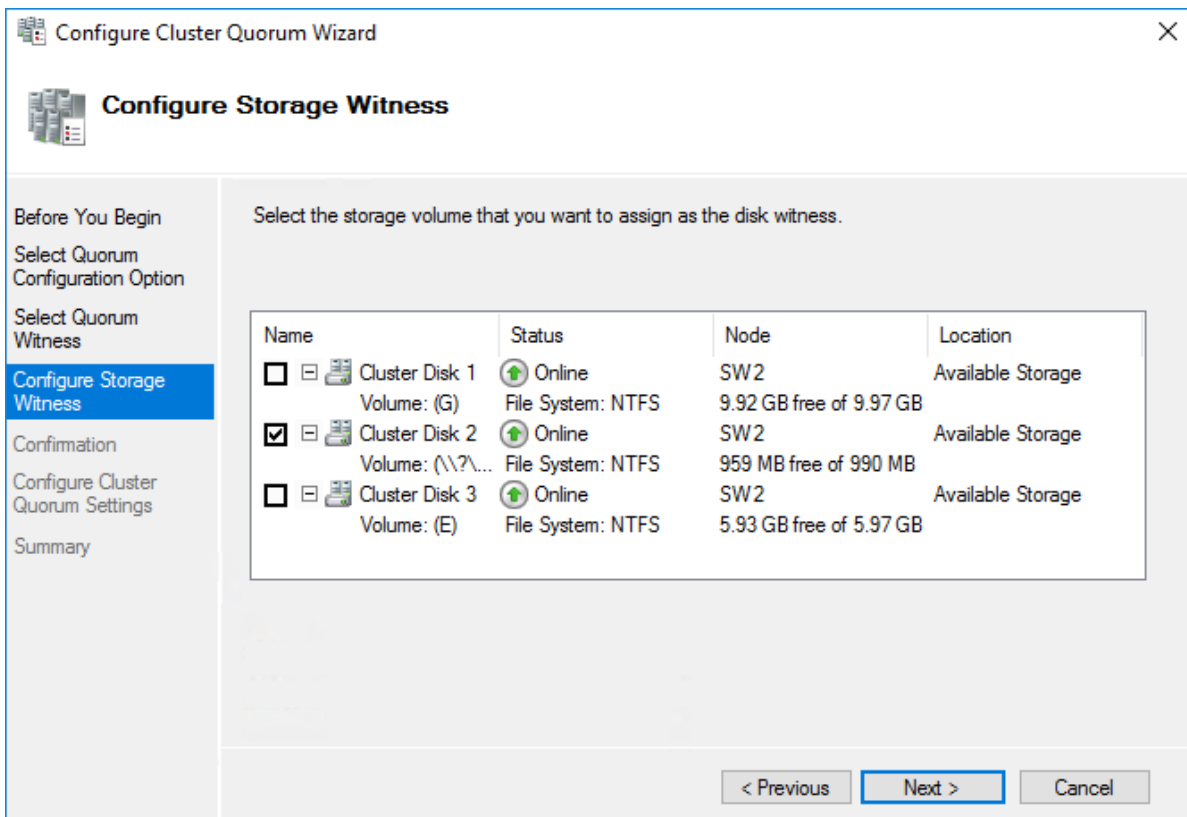 Configure Cluster Quorum Wizard
Configure Storage Witness
Before You Begin
Select Quorum
Configuration Option
Select Quorum
Witness
Configure Storage
Witness
Confirmation
Configure Cluster
Quorum Settings
Summary
Select the storage volume that you want to assign as the disk witness.
Name Status Node Location
Cluster Disk 1 Online SW2 Available Storage
Volume: (G) File System: NTFS 9.92 GB free of 9.97 GB
Cluster Disk 2 Online SW2 Available Storage
Volume: (\\?\... File System: NTFS 959 MB free of 990 MB
Cluster Disk 3 Online SW2 Available Storage
Volume: (E) File System: NTFS 5.93 GB free of 5.97 GB
< Previous Next > Cancel